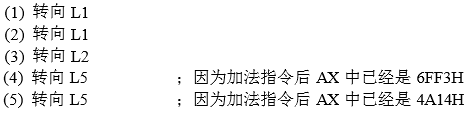 (1) 转向 L1
(2) 转向 L1
(3) 转向 L2
(4) 转向 L5 ；因为加法指令后 AX 中已经是 6FF3H
(5) 转向 L5 ；因为加法指令后 AX 中已经是 4A14H